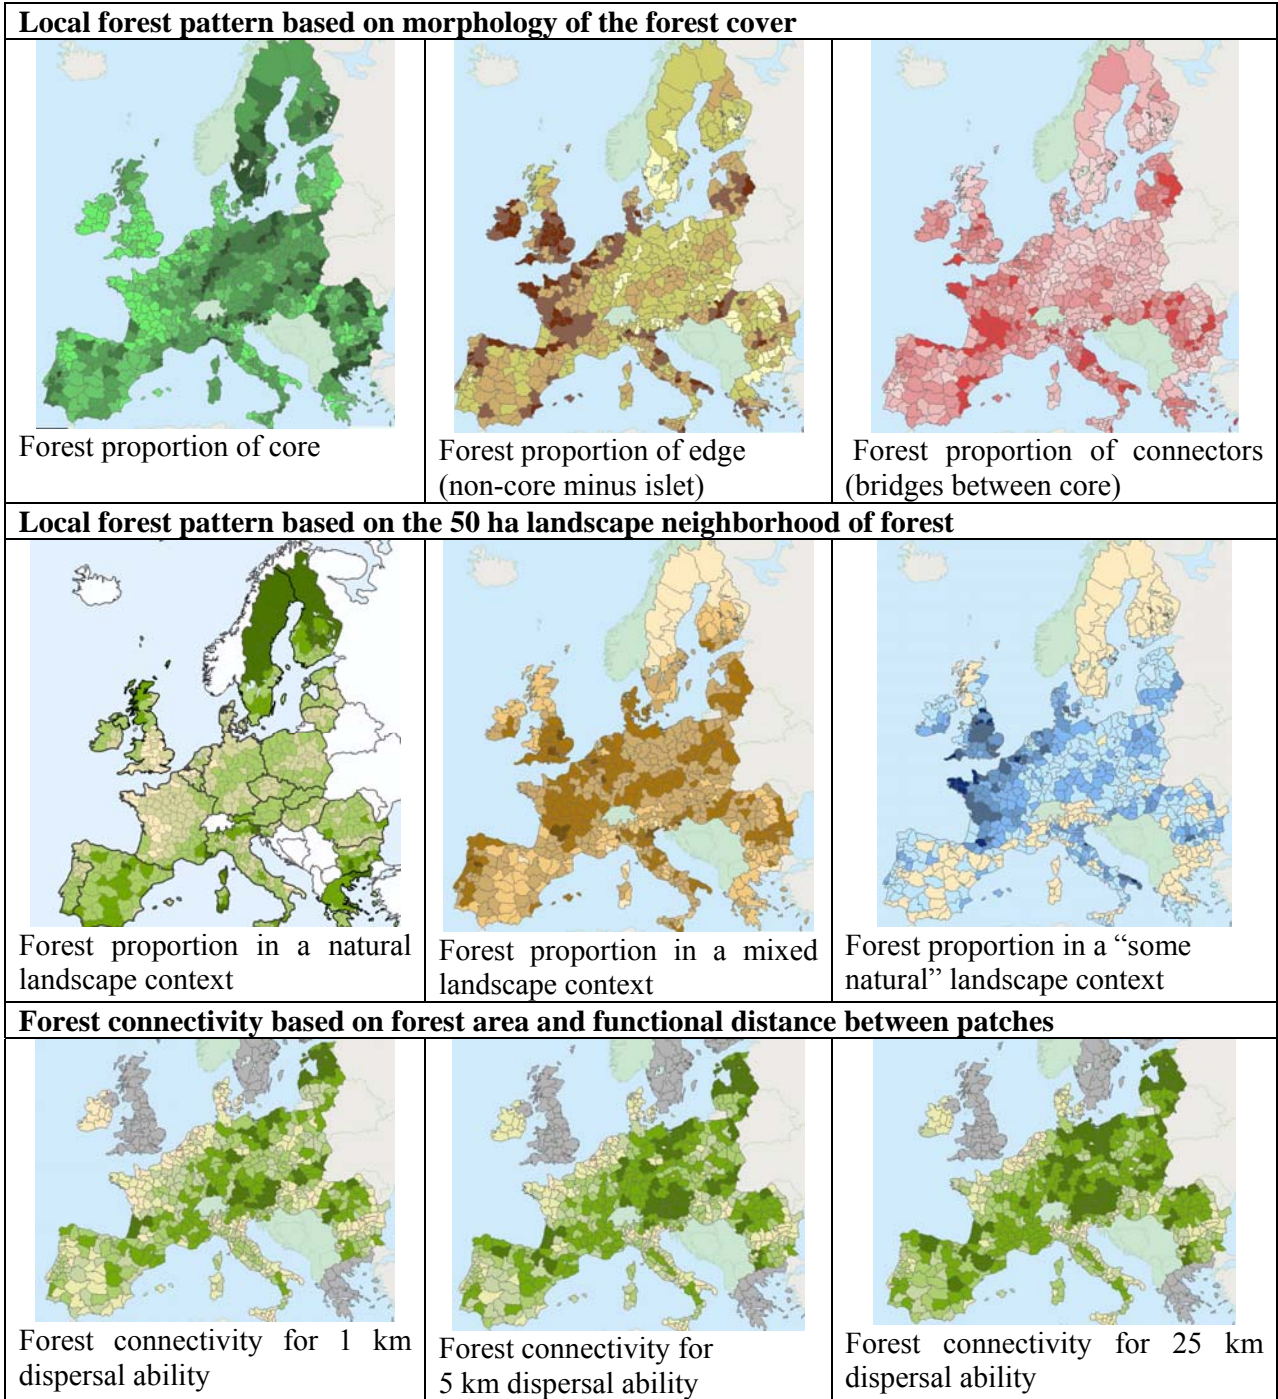 Local forest pattern based on morphology of the forest cover
Forest proportion of core
Forest proportion of edge
(non-core minus islet)
Forest proportion of connectors
(bridges between core)
Local forest pattern based on the 50 ha landscape neighborhood of forest
Forest proportion in a natural
landscape context
Forest proportion in a mixed
landscape context
Forest proportion in a “some
natural” landscape context
Forest connectivity based on forest area and functional distance between patches
Forest connectivity for 1 km
dispersal ability
Forest connectivity for
5 km dispersal ability
Forest connectivity for 25 km
dispersal ability